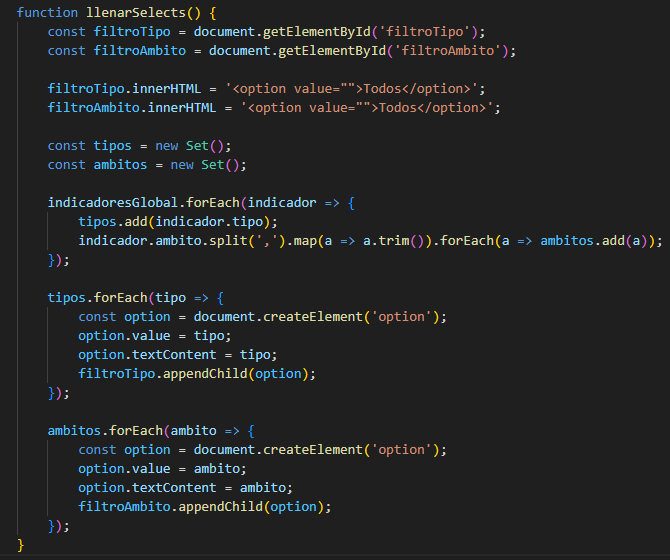 function llenarSelects() {
    const filtroTipo = document.getElementById('filtroTipo');
    const filtroAmbito = document.getElementById('filtroAmbito');

    filtroTipo.innerHTML = '<option value="">Todos</option>';
    filtroAmbito.innerHTML = '<option value="">Todos</option>';

    const tipos = new Set();
    const ambitos = new Set();

    indicadoresGlobal.forEach(indicador => {
        tipos.add(indicador.tipo);
        indicador.ambito.split(',').map(a => a.trim()).forEach(a => ambitos.add(a));
    });

    tipos.forEach(tipo => {
        const option = document.createElement('option');
        option.value = tipo;
        option.textContent = tipo;
        filtroTipo.appendChild(option);
    });

    ambitos.forEach(ambito => {
        const option = document.createElement('option');
        option.value = ambito;
        option.textContent = ambito;
        filtroAmbito.appendChild(option);
    });
}